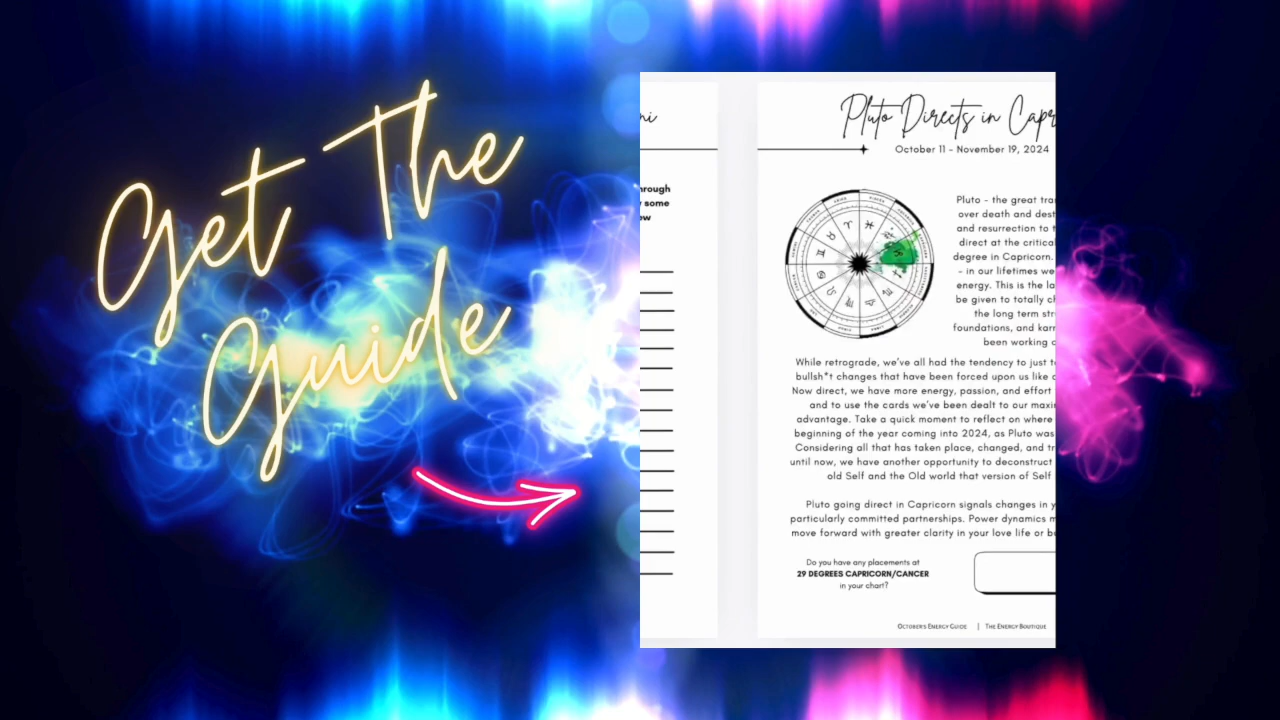 Get The
Guide
ni
hrough
some
ow
Pluto Directs in Capr
October 11 - November 19, 2024
Pluto - the great tra
over death and dest
and resurrection to t
direct at the critical
degree in Capricorn.
- in our lifetimes we
energy. This is the la
be given to totally ch
the long term str
foundations, and karr
been working o
While retrograde, we've all had the tendency to just t
bullsh*t changes that have been forced upon us like
Now direct, we have more energy, passion, and effort
and to use the cards we've been dealt to our maxi
advantage. Take a quick moment to reflect on where
beginning of the year coming into 2024, as Pluto was
Considering all that has taken place, changed, and tr
until now, we have another opportunity to deconstruct
old Self and the Old world that version of Self
Pluto going direct in Capricorn signals changes in y
particularly committed partnerships. Power dynamics m
move forward with greater clarity in your love life or bu
Do you have any placements at
29 DEGREES CAPRICORN/CANCER
in your chart?
October's Energy Guide | The Energy Boutique